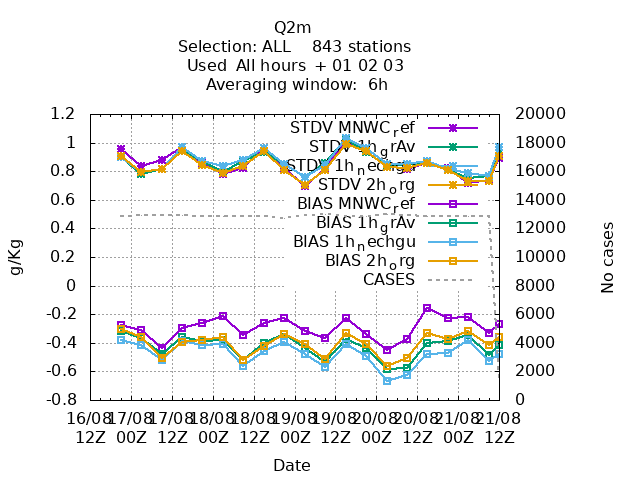 Q2m
Selection: ALL 843 stations
Used All hours + 01 02 03
Averaging window: 6h
1.2
1
0.8
0.6
0.4
0.2
0
-0.2
-0.4
-0.6
-0.8
g/Kg
20000
18000
16000
14000
12000
10000
8000
6000
4000
2000
0
No cases
STDV MNWC_ref
STDV 1h_grAv
STDV 1h_nechgu
STDV 2h_org
BIAS MNWC_ref
BIAS 1h_grAv
BIAS 1h_nechgu
BIAS 2h_org
CASES
16/08 17/08 17/08 18/08 18/08 19/08 19/08 20/08 20/08 21/08 21/08
12Z 00Z 12Z 00Z 12Z 00Z 12Z 00Z 12Z 00Z 12Z
Date